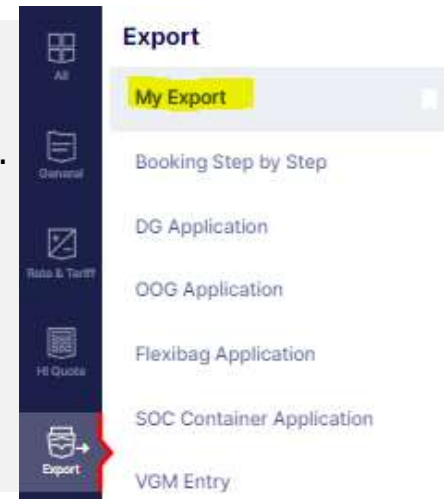 All
General
Rate & Tariff
HI Quote
Export
Export
My Export
Booking Step by Step
DG Application
OOG Application
Flexibag Application
SOC Container Application
VGM Entry
.